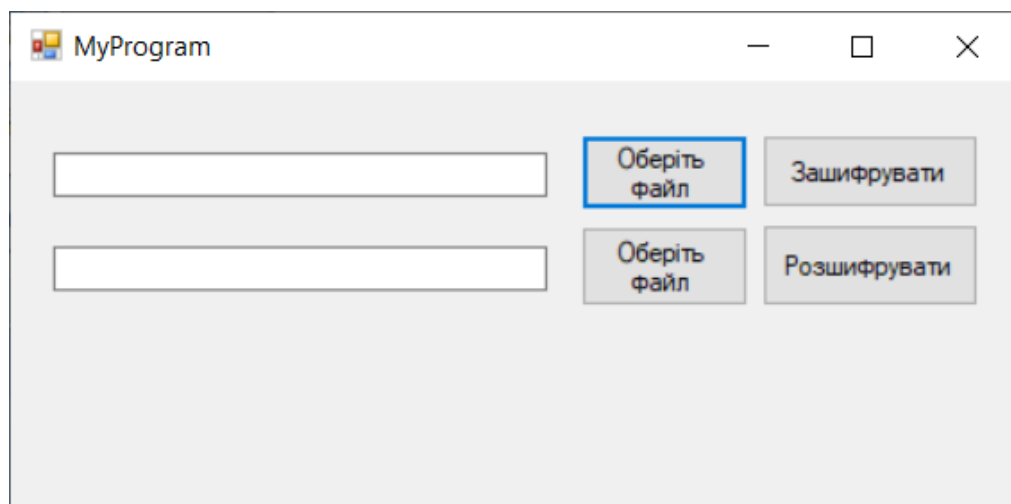 MyProgram
Оберіть
файл
Зашифрувати
Оберіть
файл
Розшифрувати